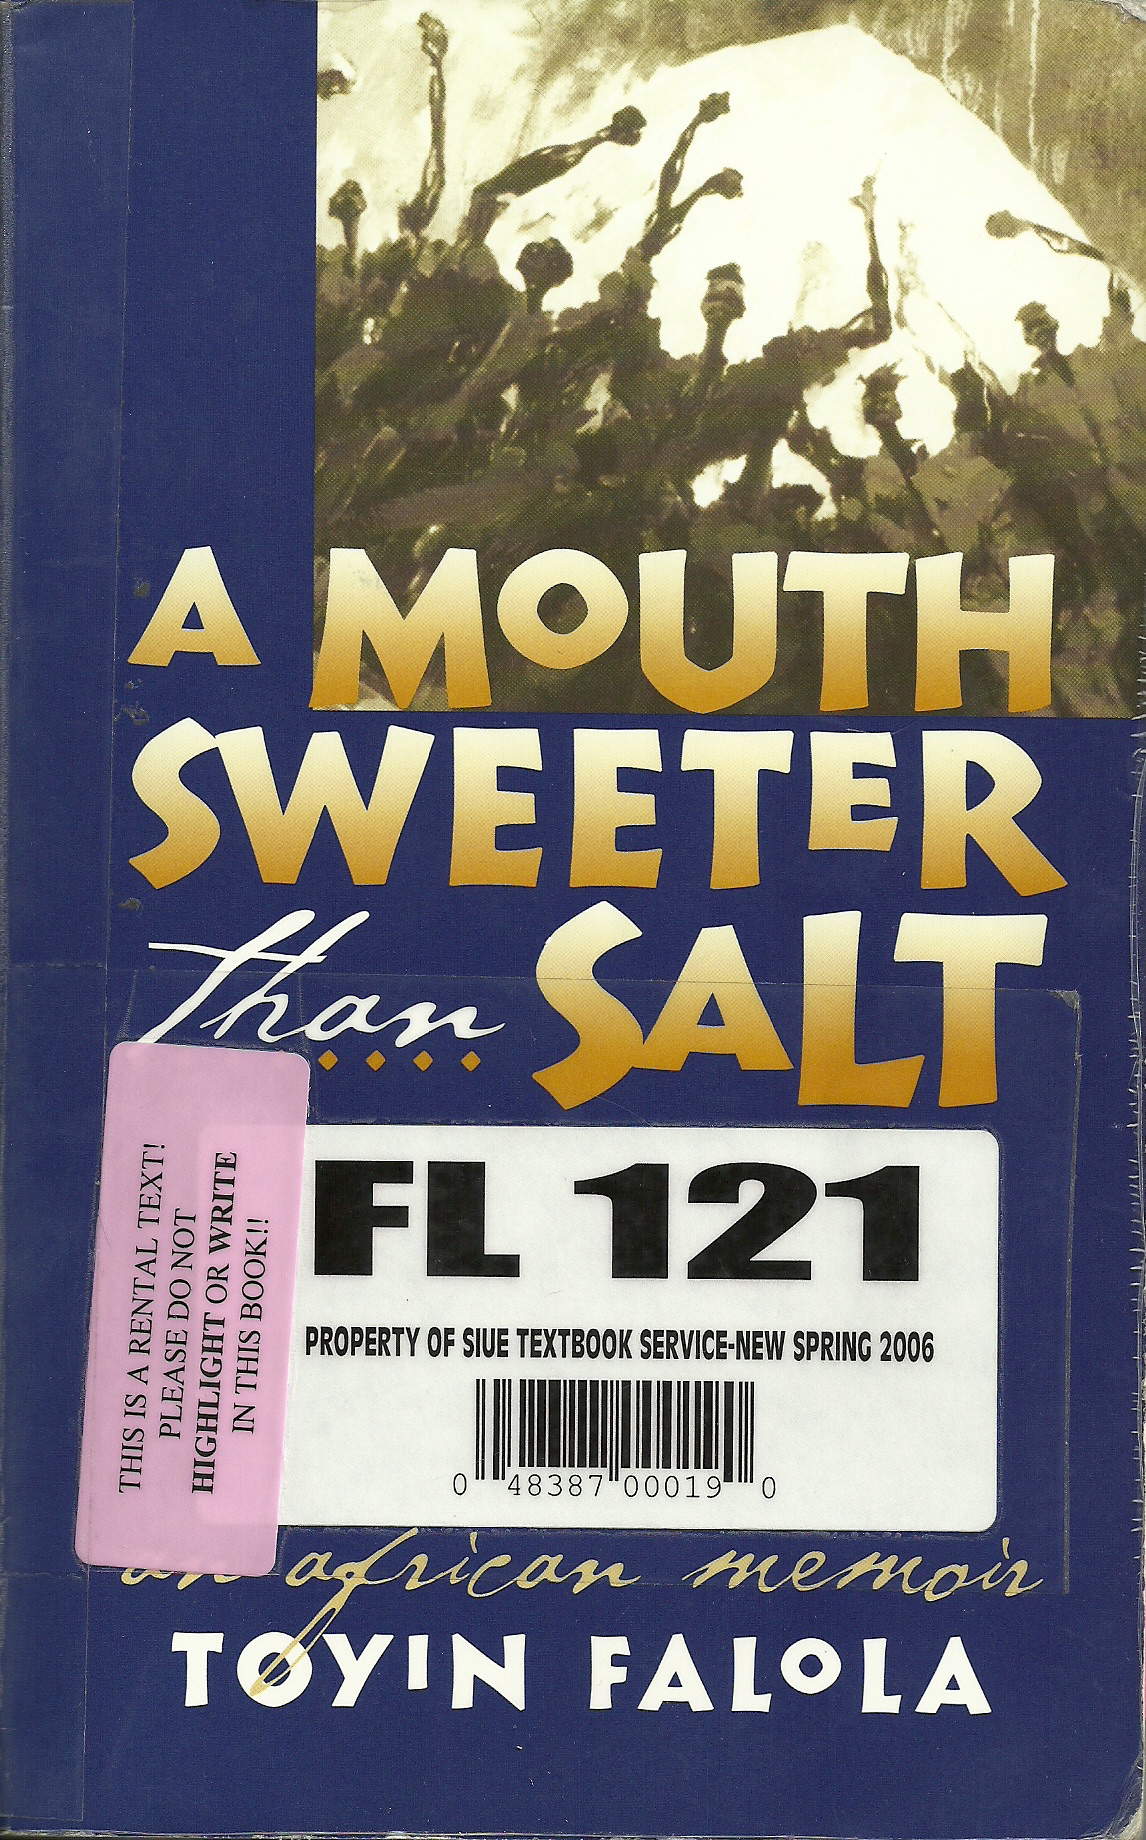 A MOUTH
SWEETER
than SALT
THIS IS A RENTAL TEXT!
PLEASE DO NOT
HIGHLIGHT OR WRITE
IN THIS BOOK!!
FL 121
PROPERTY OF SIUE TEXTBOOK SERVICE-NEW SPRING 2006
0 48387 00019 0
an african memoir
TOYIN FALOLA